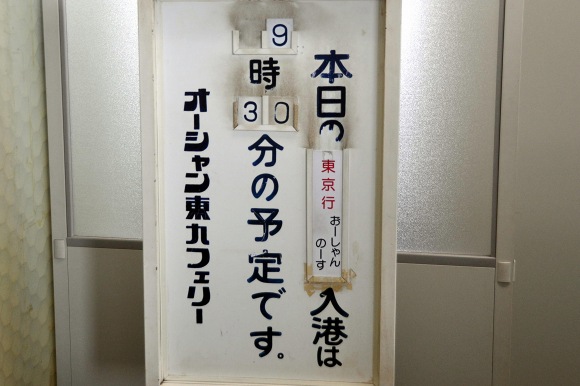 本日の
東京行
おーしゃん
のーす
入港は
9
時
30
分の予定です。
オーシャン東九フェリー